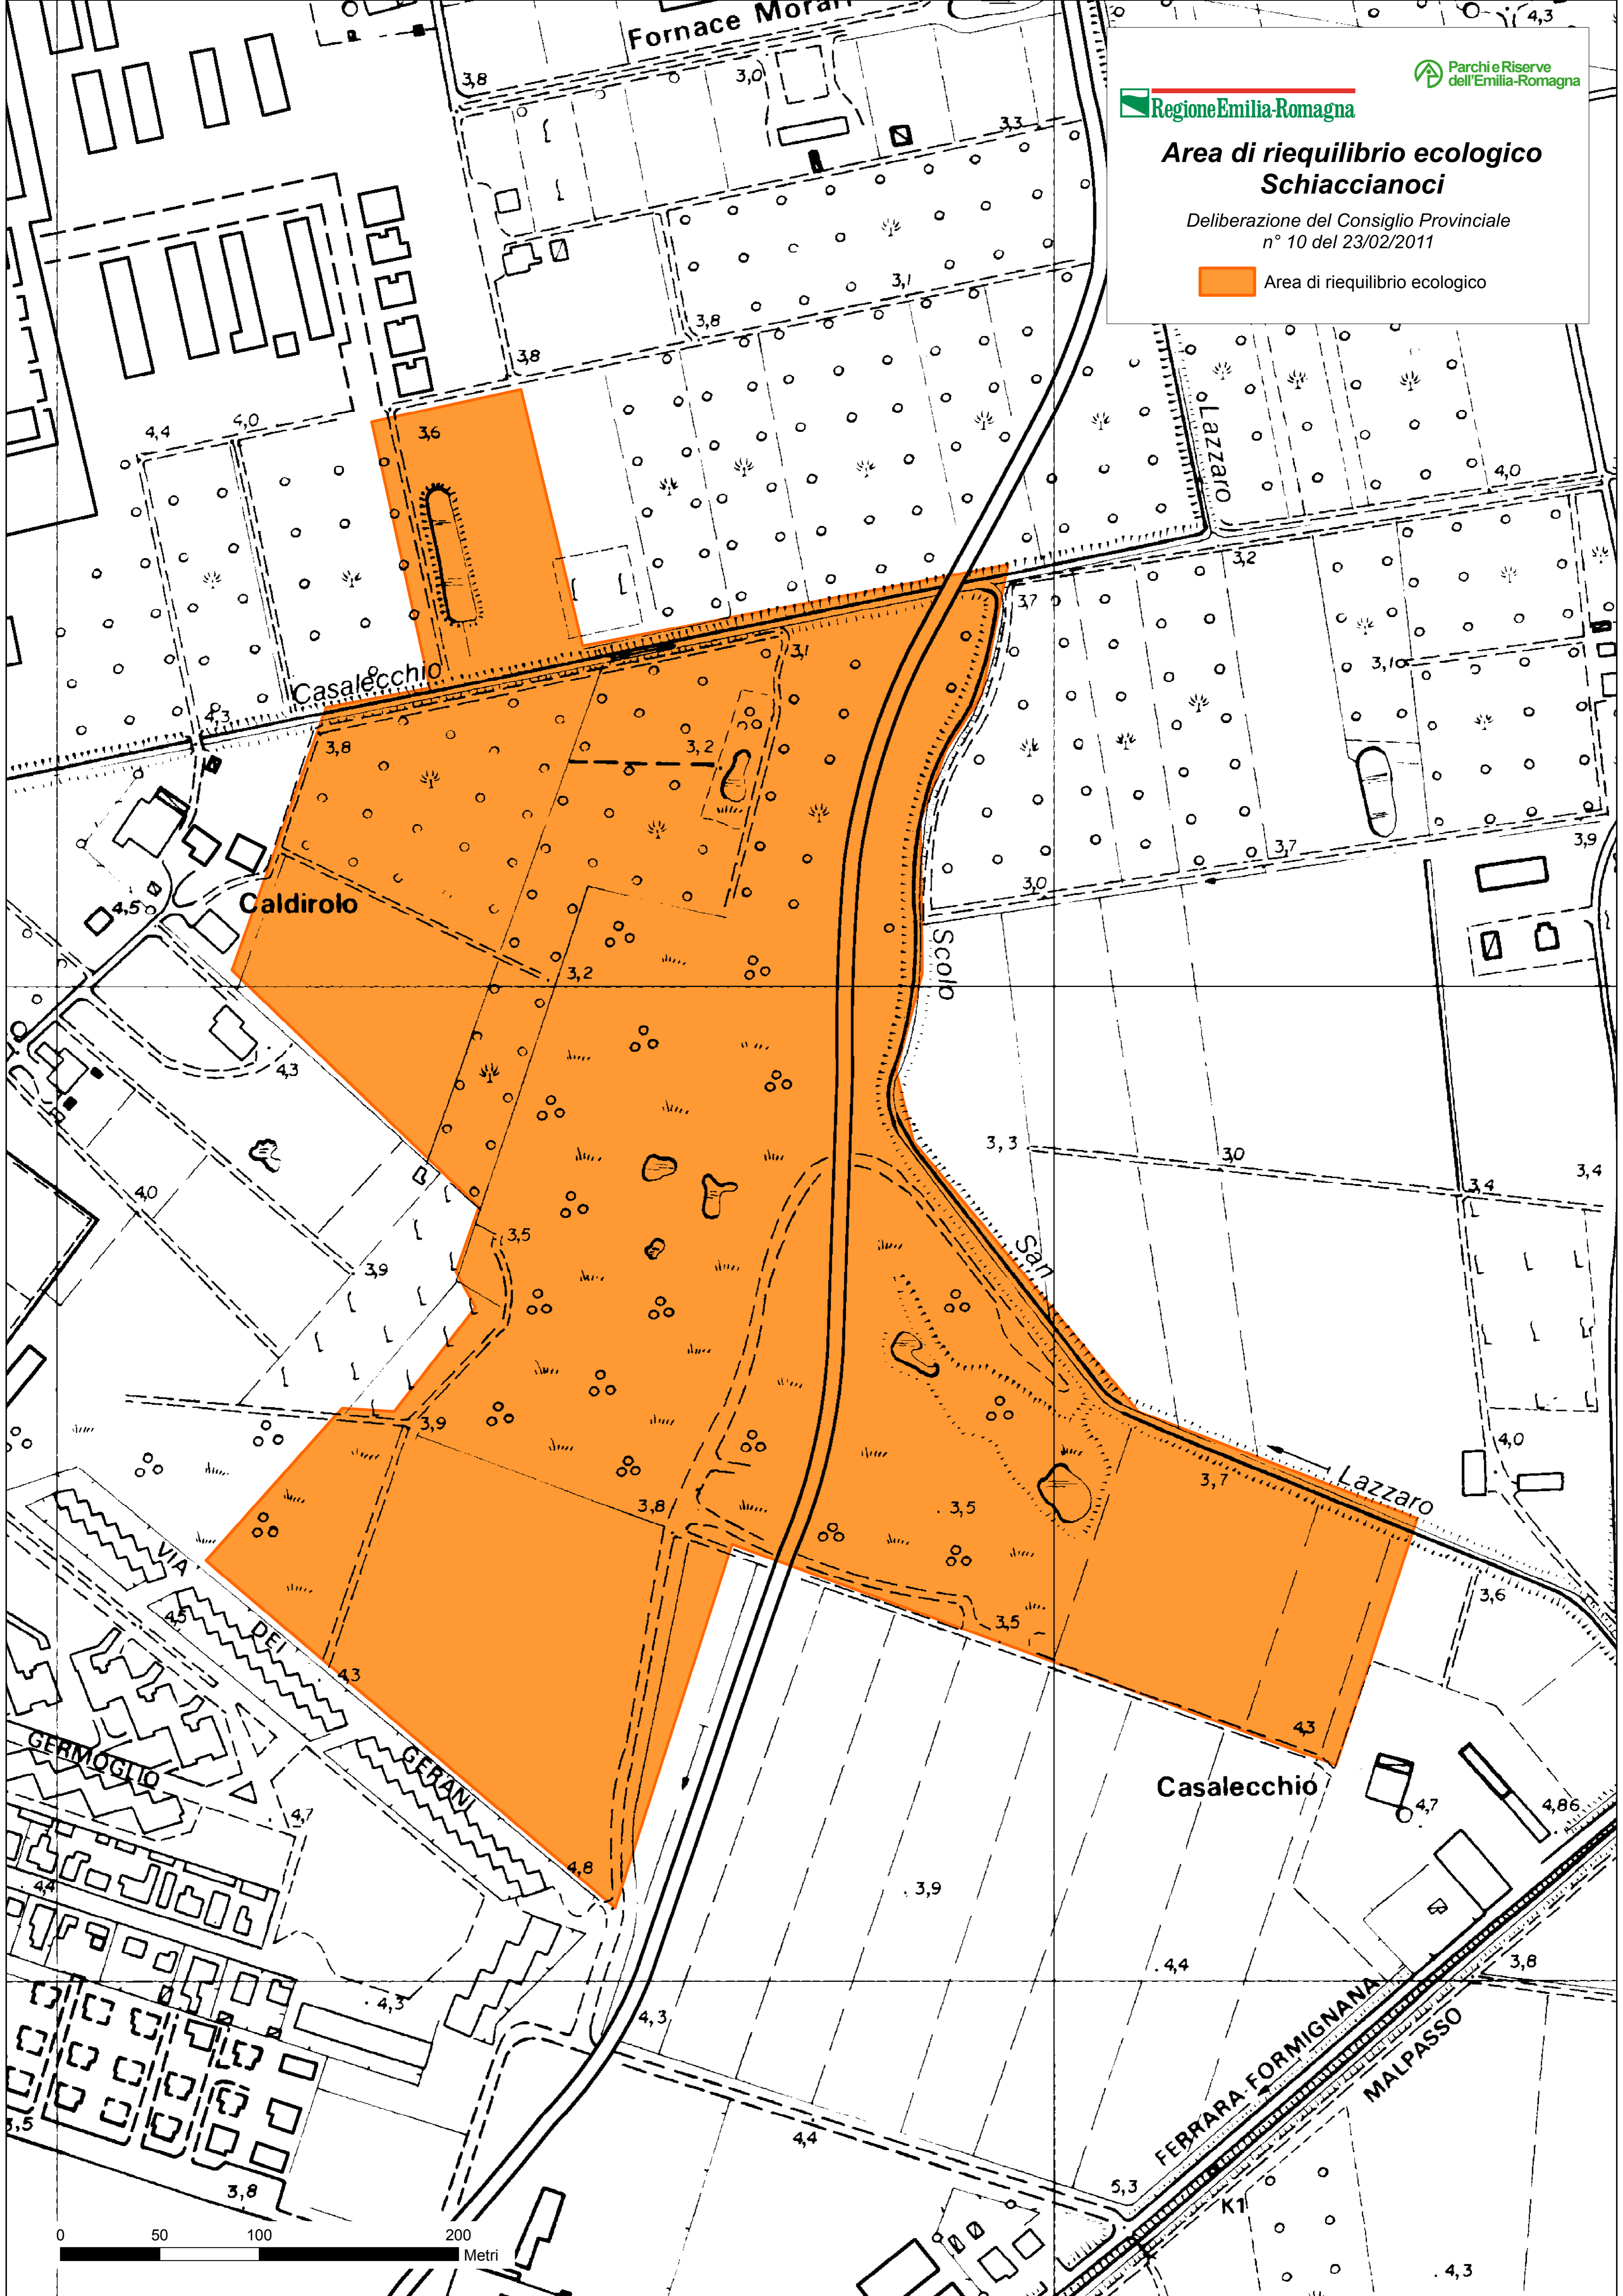 Fornace
4,3
3,8
3,0
3,3
Parchi e Riserve
dell'Emilia-Romagna
RegioneEmilia-Romagna
Area di riequilibrio ecologico
Schiaccianoci
Deliberazione del Consiglio Provinciale
n° 10 del 23/02/2011
Area di riequilibrio ecologico
3,1
3,8
3,8
Lazzaro
4,4
4,0
3,6
4,0
3,2
3,7
3,1
3,10
Casalecchio
4,3
3,8
3,2
3,7
3,9
3,0
4,5
Caldirolo
Scolo
3,2
4,3
3,3
3,0
3,4
3,4
4,0
3,5
San
3,9
3,9
4,0
3,7
Lazzaro
3,8
3,5
VIA
DEI
GERANI
4,5
3,5
3,6
4,3
4,3
GERMOGLIO
Casalecchio
4,7
4,7
4,86
4,8
4,4
3,9
4,4
3,8
4,3
4,3
FERRARA FORMIGNANA
MALPASSO
3,5
4,4
3,8
5,3
K1
4,3
0 50 100 200
Metri